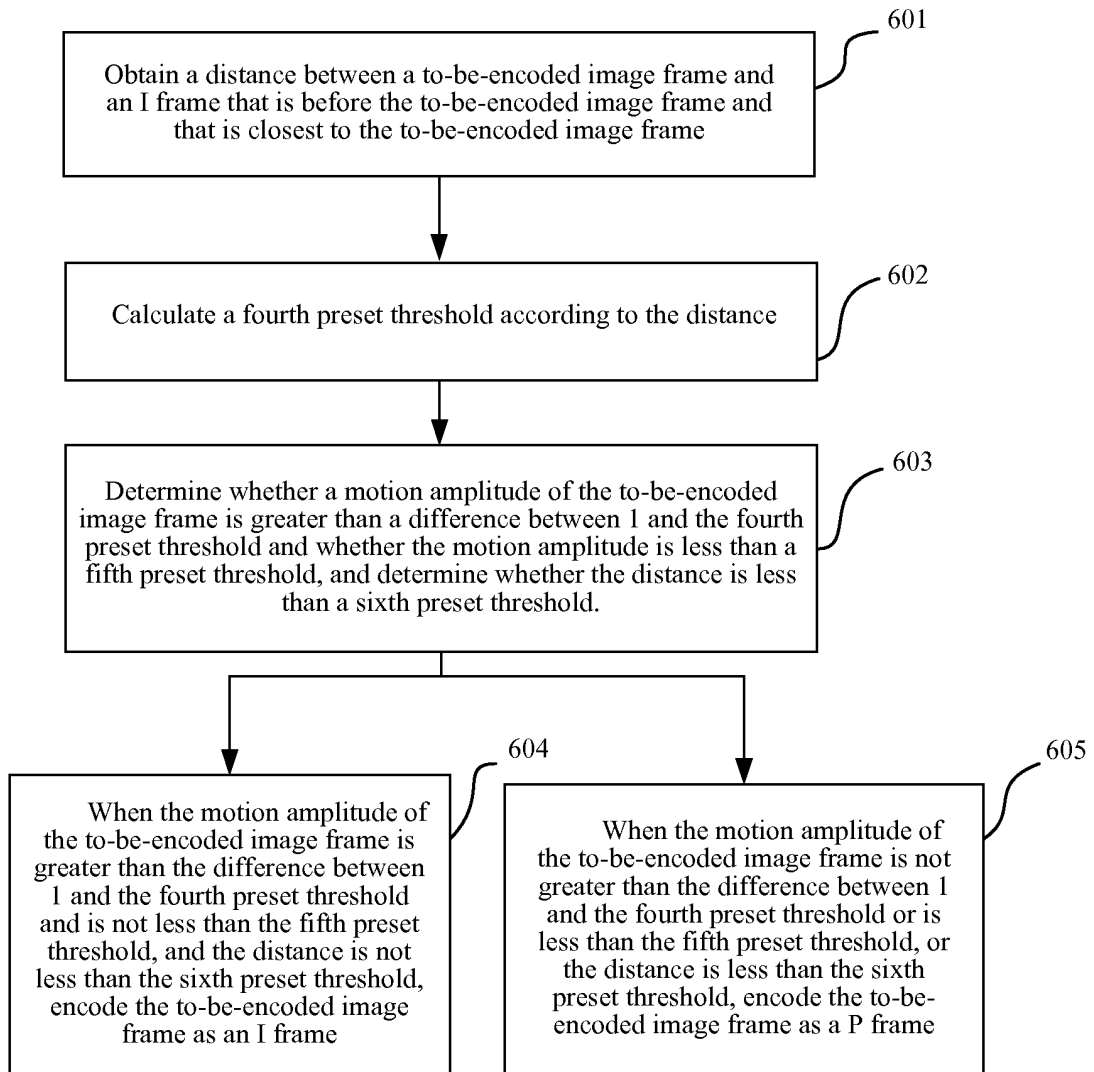 601
Obtain a distance between a to-be-encoded image frame and
an I frame that is before the to-be-encoded image frame and
that is closest to the to-be-encoded image frame
602
Calculate a fourth preset threshold according to the distance
603
Determine whether a motion amplitude of the to-be-encoded
image frame is greater than a difference between 1 and the fourth
preset threshold and whether the motion amplitude is less than a
fifth preset threshold, and determine whether the distance is less
than a sixth preset threshold.
604
When the motion amplitude of
the to-be-encoded image frame is
greater than the difference between
1 and the fourth preset threshold
and is not less than the fifth preset
threshold, and the distance is not
less than the sixth preset threshold,
encode the to-be-encoded image
frame as an I frame
605
When the motion amplitude of
the to-be-encoded image frame is not
greater than the difference between 1
and the fourth preset threshold or is
less than the fifth preset threshold, or
the distance is less than the sixth
preset threshold, encode the to-be-
encoded image frame as a P frame